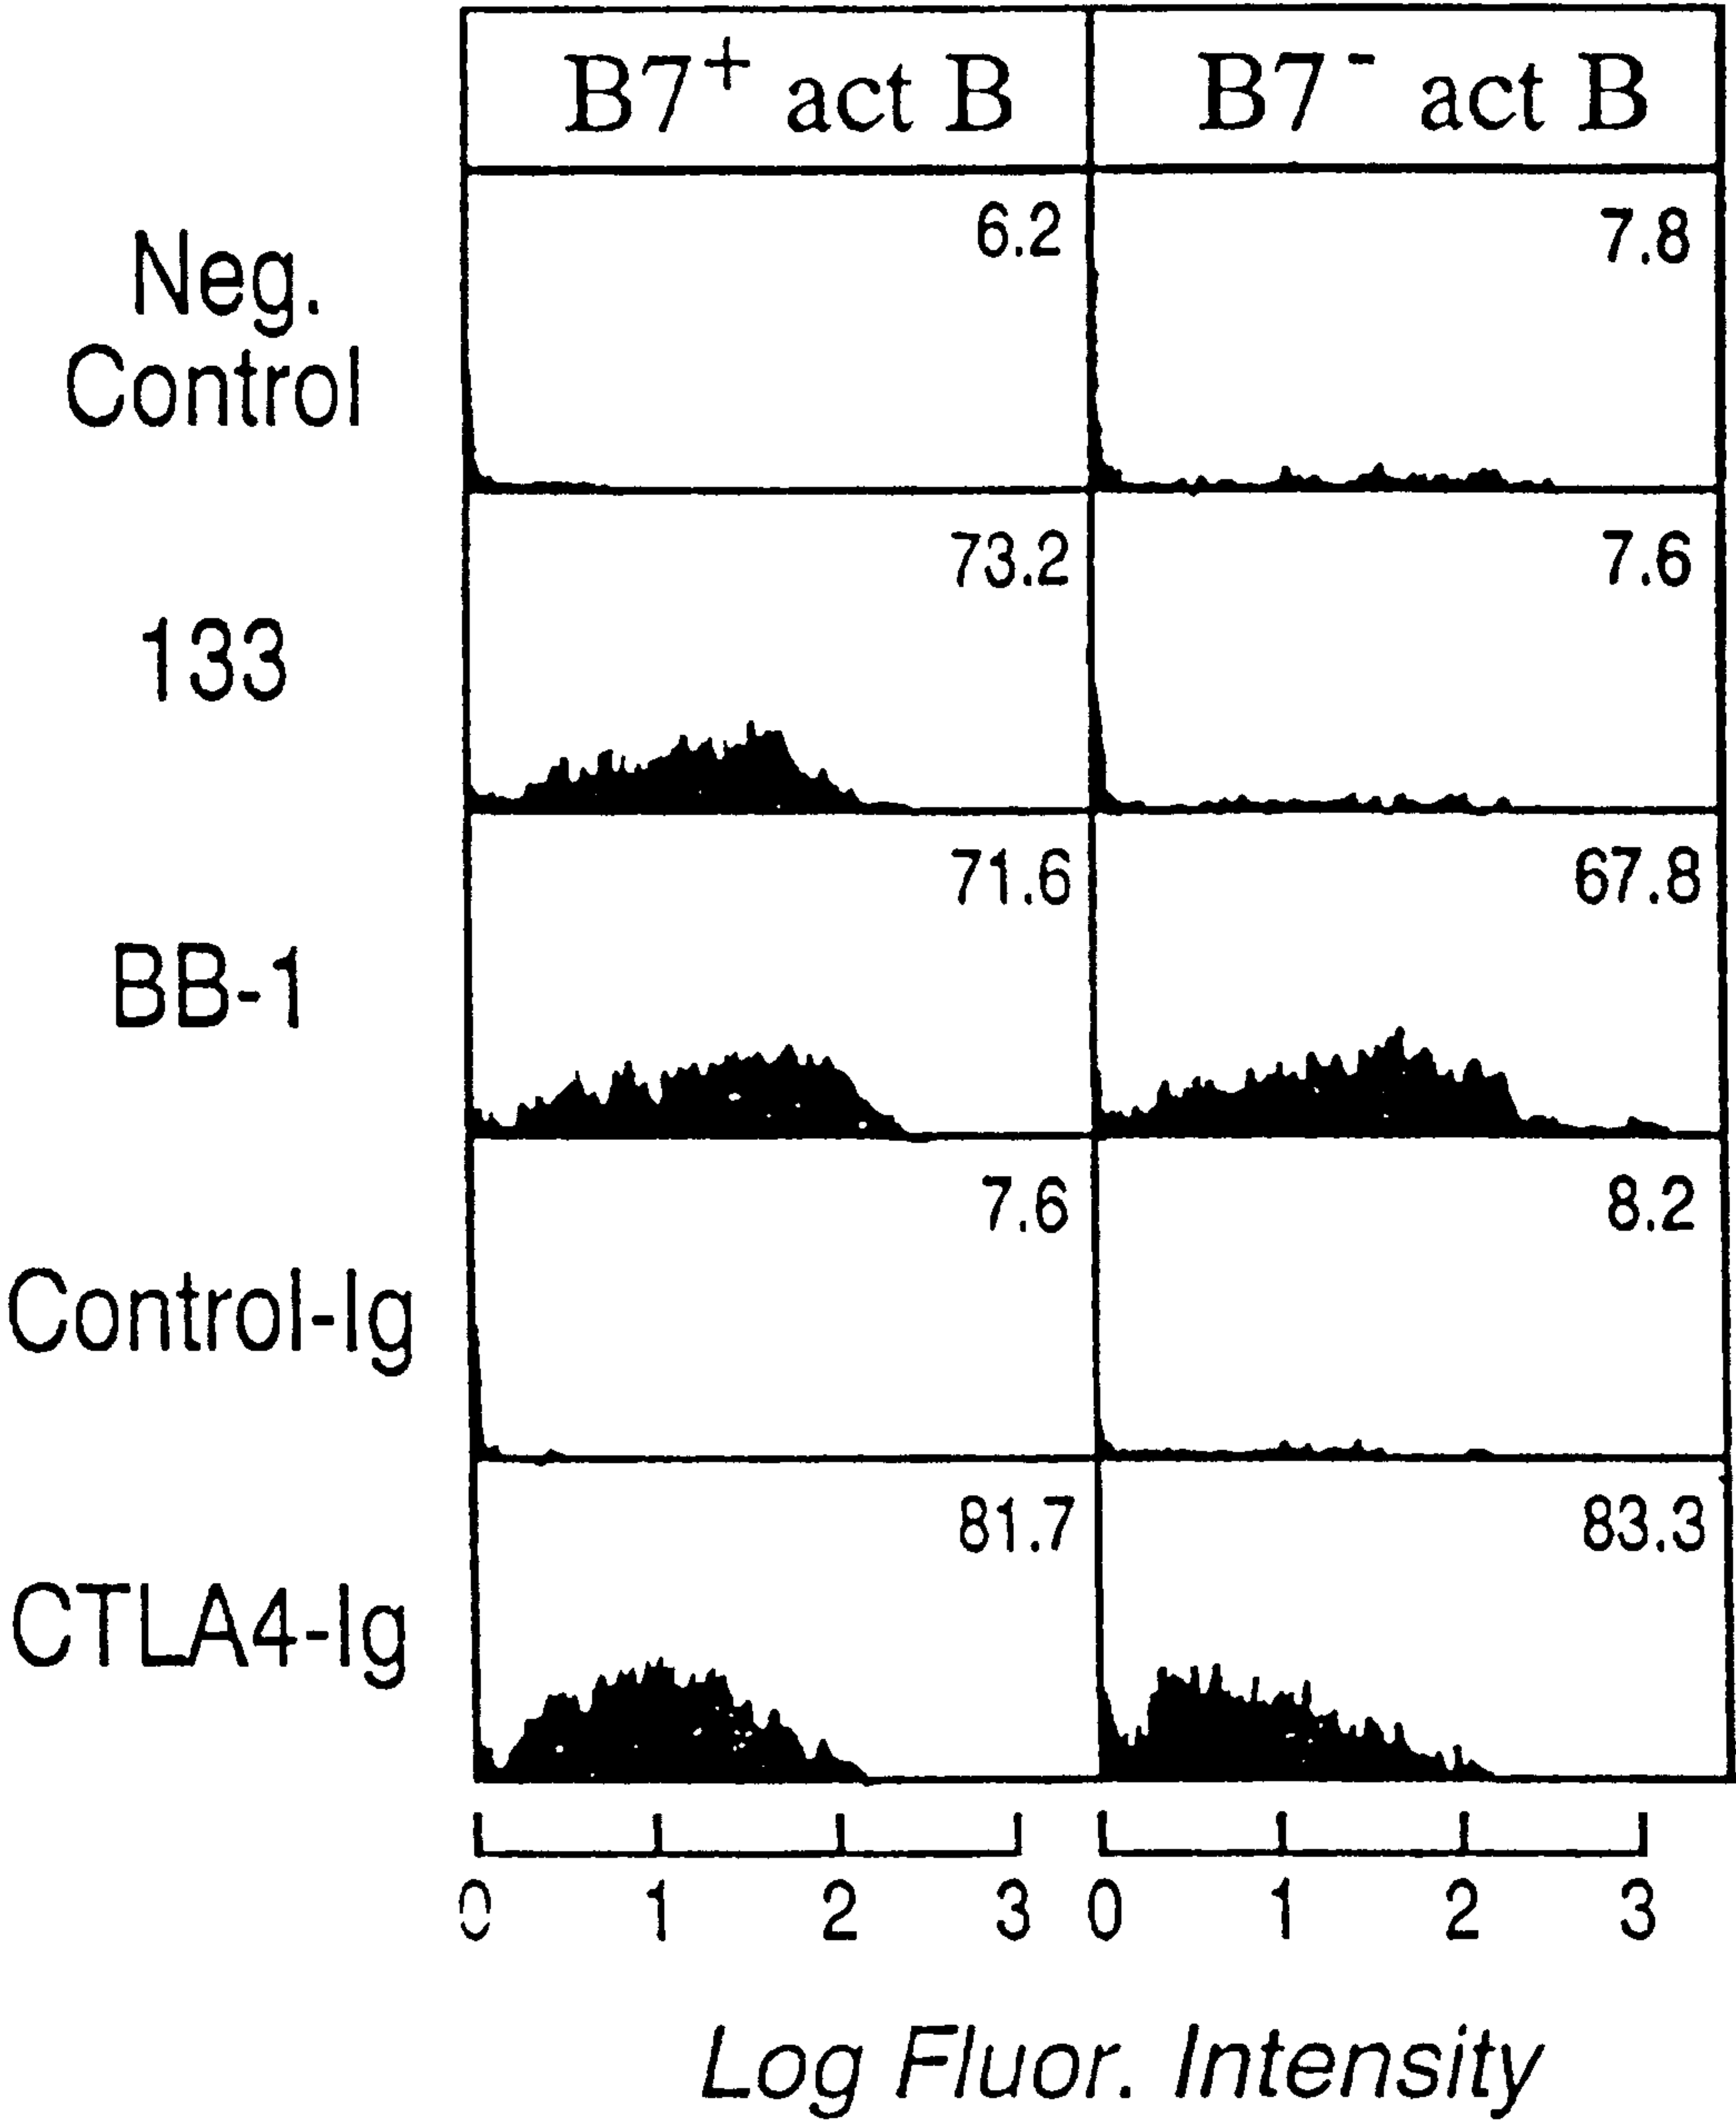 B7⁺ act B B7⁻ act B
Neg.
Control
6.2 7.8
133
73.2 7.6
BB-1
71.6 67.8
Control-Ig
7.6 8.2
CTLA4-Ig
81.7 83.3
0 1 2 3 0 1 2 3
Log Fluor. Intensity